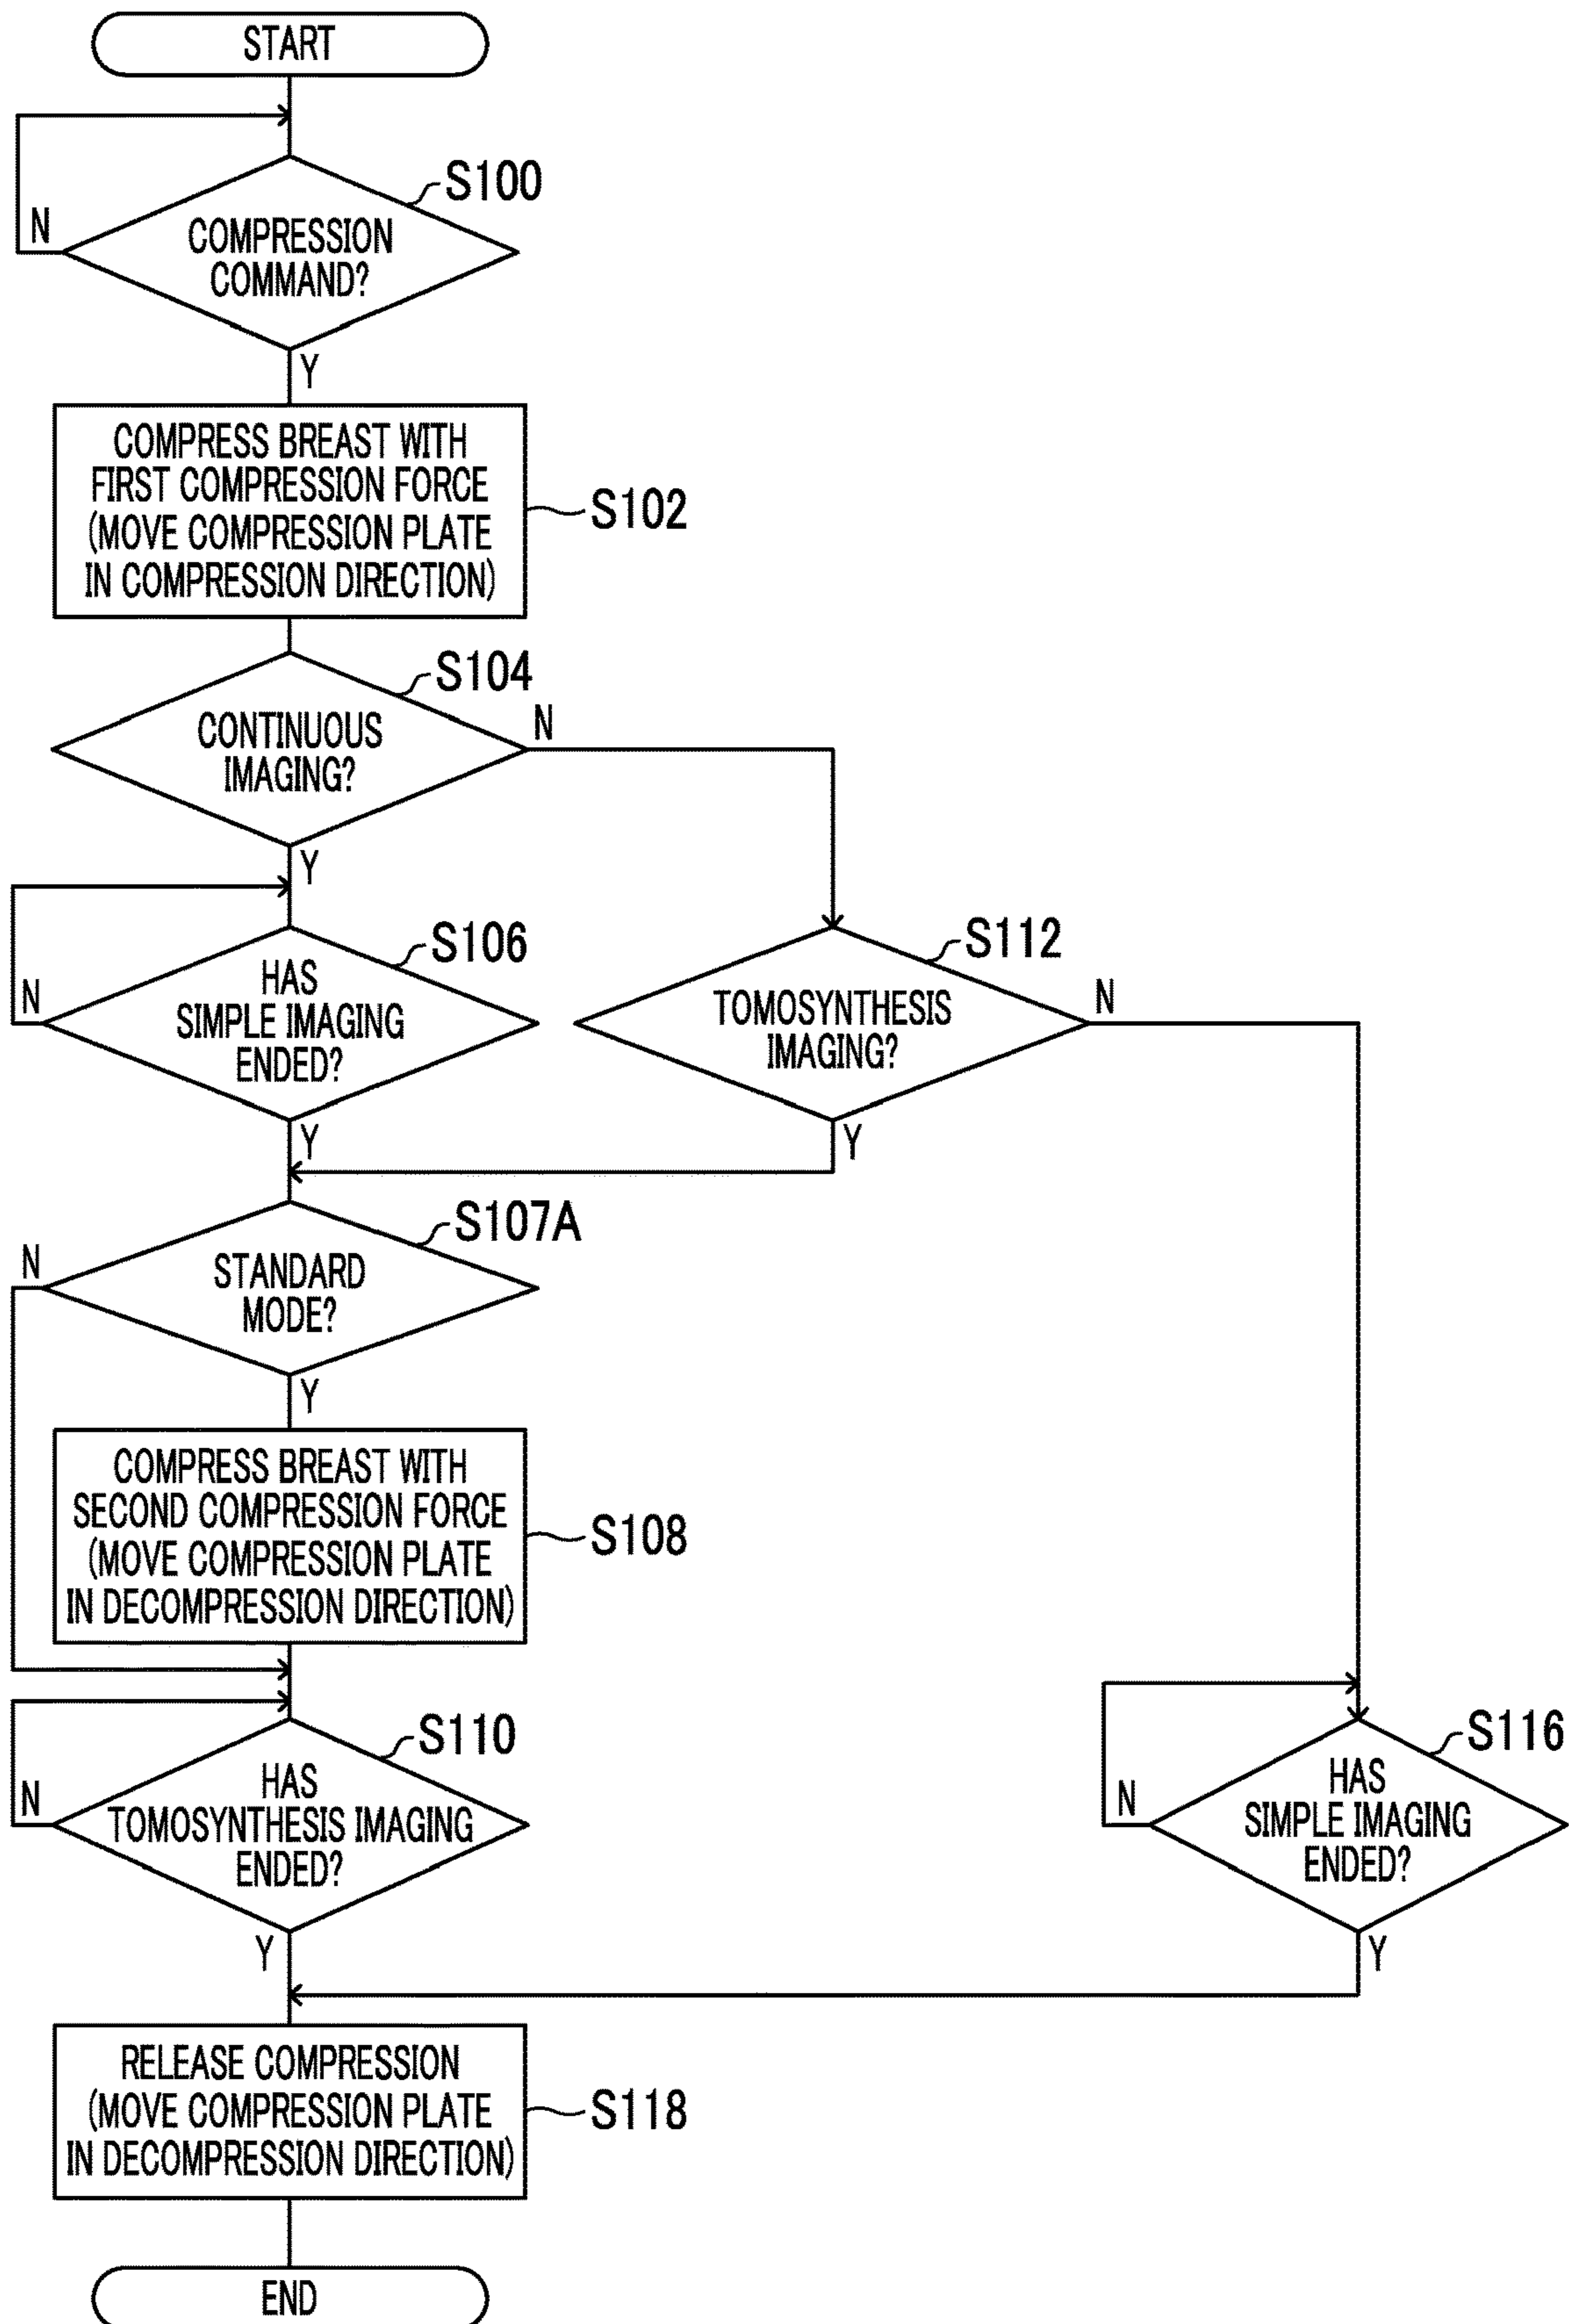 START
S100
N
COMPRESSION
COMMAND?
Y
COMPRESS BREAST WITH
FIRST COMPRESSION FORCE
(MOVE COMPRESSION PLATE
IN COMPRESSION DIRECTION)
S102
S104
CONTINUOUS
IMAGING?
N
Y
S106
HAS
SIMPLE IMAGING
ENDED?
N
Y
S112
TOMOSYNTHESIS
IMAGING?
N
Y
S107A
N
STANDARD
MODE?
Y
COMPRESS BREAST WITH
SECOND COMPRESSION FORCE
(MOVE COMPRESSION PLATE
IN DECOMPRESSION DIRECTION)
S108
S110
HAS
TOMOSYNTHESIS IMAGING
ENDED?
N
Y
S116
HAS
SIMPLE IMAGING
ENDED?
N
Y
RELEASE COMPRESSION
(MOVE COMPRESSION PLATE
IN DECOMPRESSION DIRECTION)
S118
END